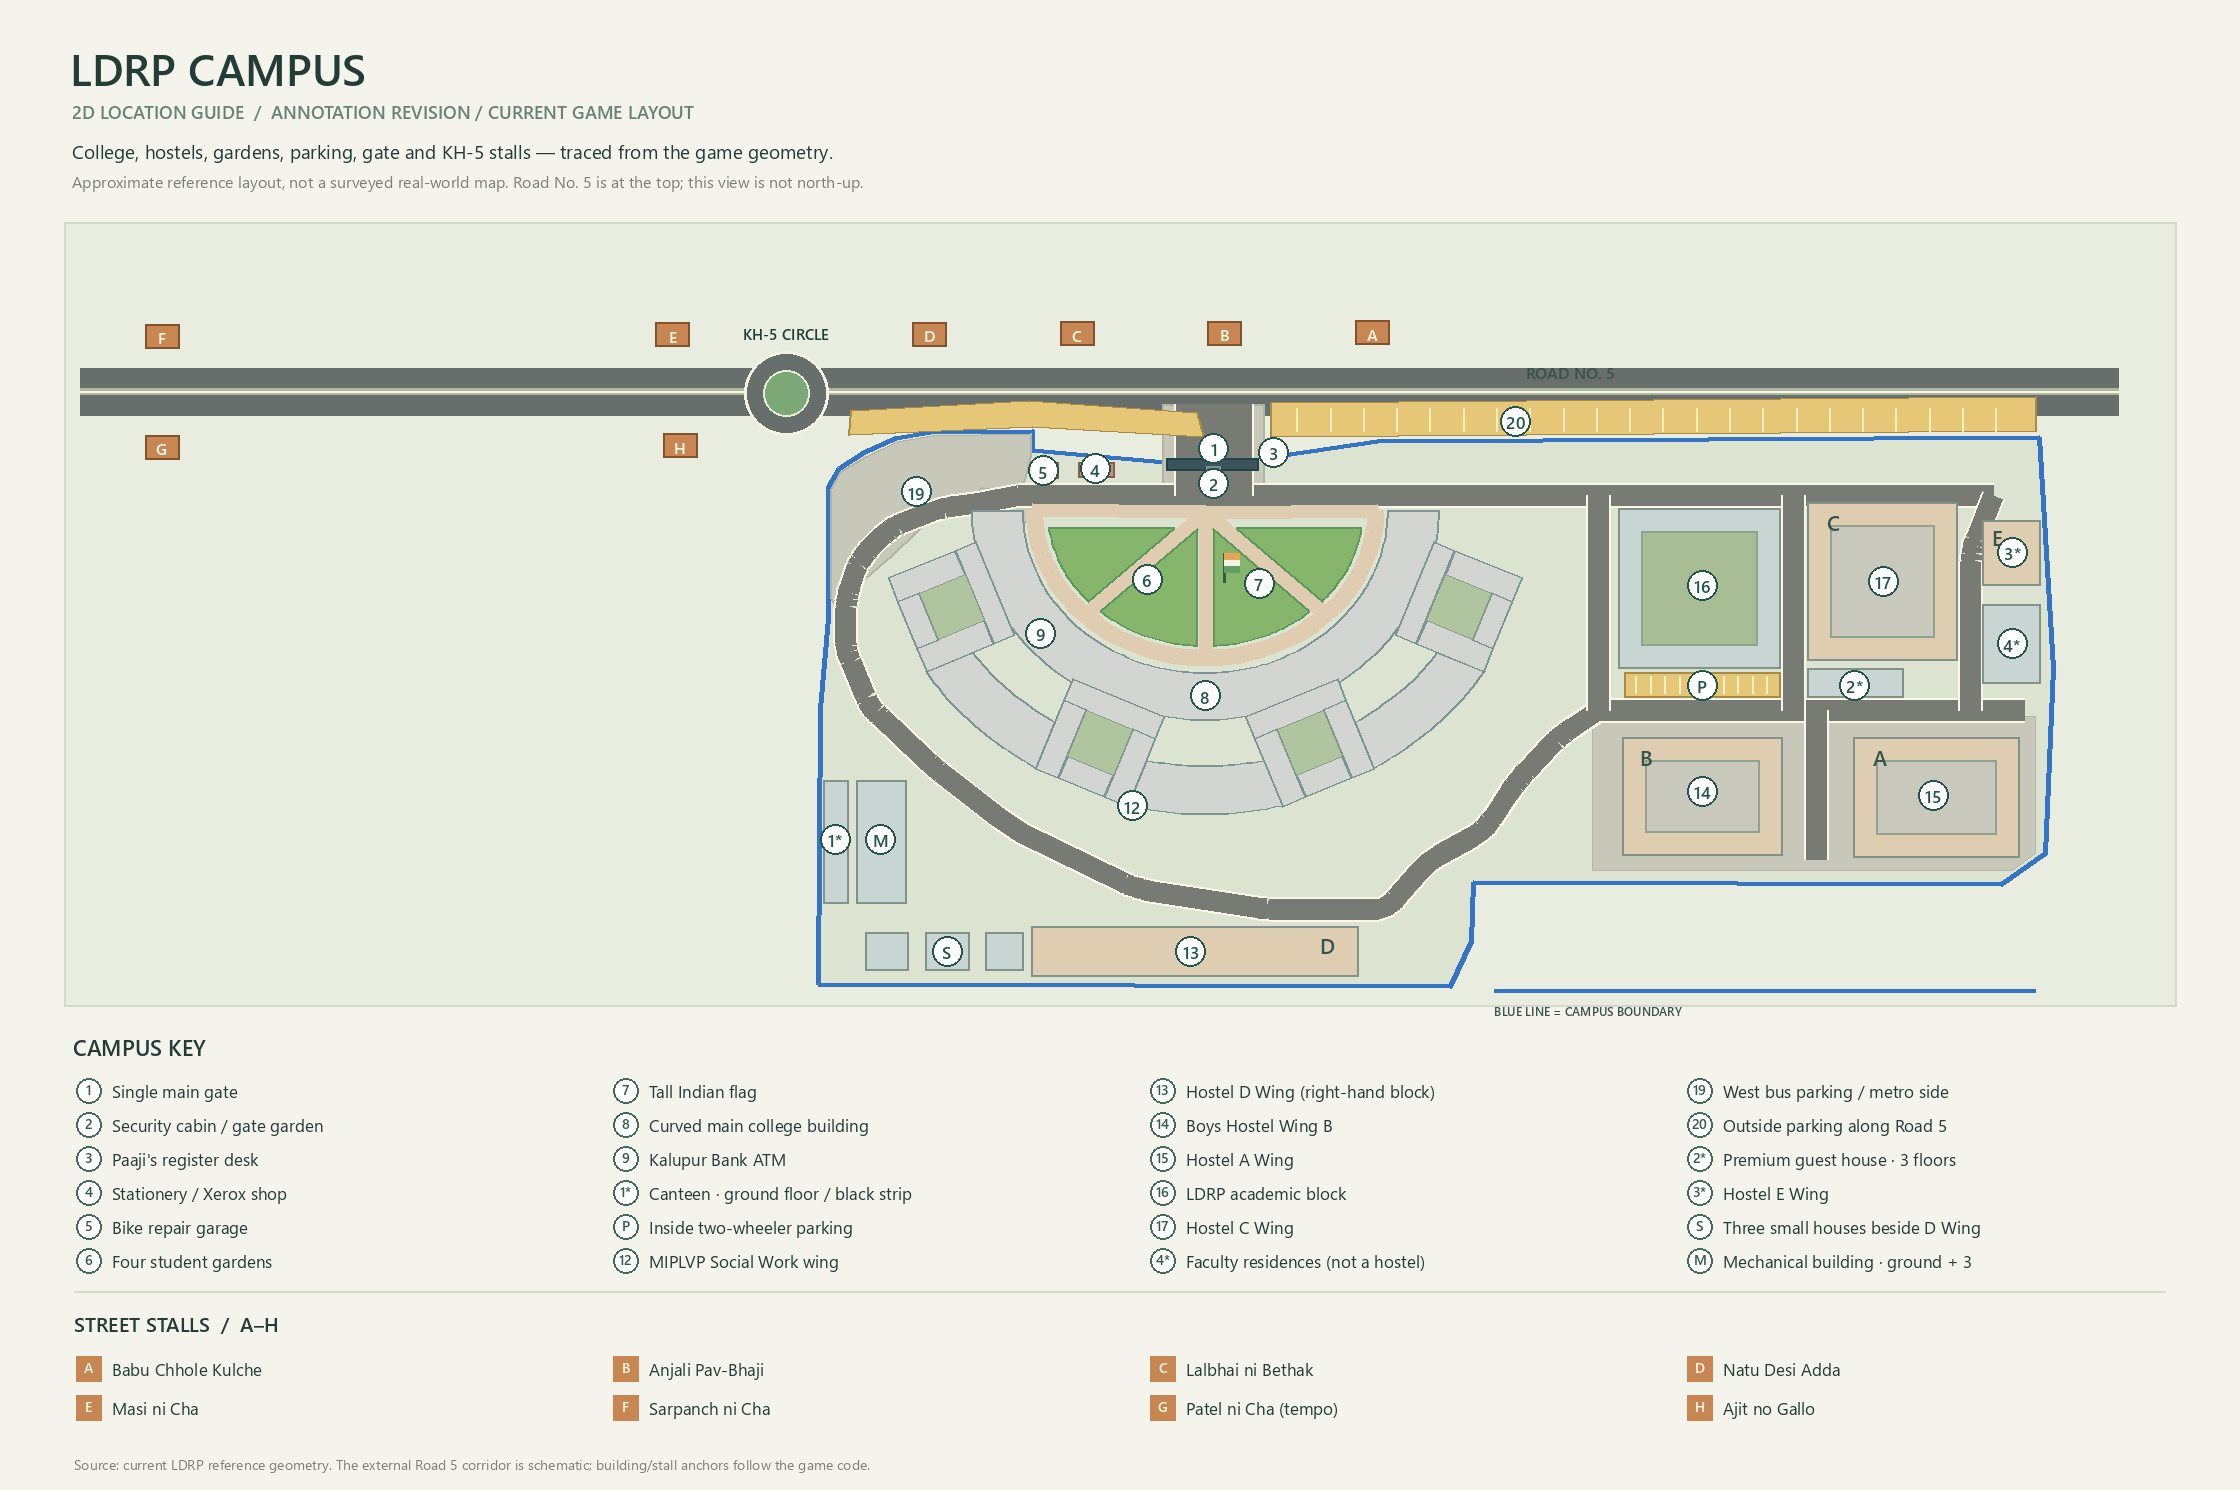 LDRP CAMPUS
2D LOCATION GUIDE / ANNOTATION REVISION / CURRENT GAME LAYOUT
College, hostels, gardens, parking, gate and KH-5 stalls — traced from the game geometry.
Approximate reference layout, not a surveyed real-world map. Road No. 5 is at the top; this view is not north-up.
F
E
KH-5 CIRCLE
D
C
B
A
ROAD NO. 5
G
H
20
1
3
5
4
2
19
C
E
3*
6
7
16
17
9
4*
8
P
2*
B
A
14
15
12
1*
M
S
13
D
BLUE LINE = CAMPUS BOUNDARY
CAMPUS KEY
1 Single main gate
2 Security cabin / gate garden
3 Paaji's register desk
4 Stationery / Xerox shop
5 Bike repair garage
6 Four student gardens
7 Tall Indian flag
8 Curved main college building
9 Kalupur Bank ATM
1* Canteen · ground floor / black strip
P Inside two-wheeler parking
12 MIPLVP Social Work wing
13 Hostel D Wing (right-hand block)
14 Boys Hostel Wing B
15 Hostel A Wing
16 LDRP academic block
17 Hostel C Wing
4* Faculty residences (not a hostel)
19 West bus parking / metro side
20 Outside parking along Road 5
2* Premium guest house · 3 floors
3* Hostel E Wing
S Three small houses beside D Wing
M Mechanical building · ground + 3
STREET STALLS / A–H
A Babu Chhole Kulche
B Anjali Pav-Bhaji
C Lalbhai ni Bethak
D Natu Desi Adda
E Masi ni Cha
F Sarpanch ni Cha
G Patel ni Cha (tempo)
H Ajit no Gallo
Source: current LDRP reference geometry. The external Road 5 corridor is schematic; building/stall anchors follow the game code.